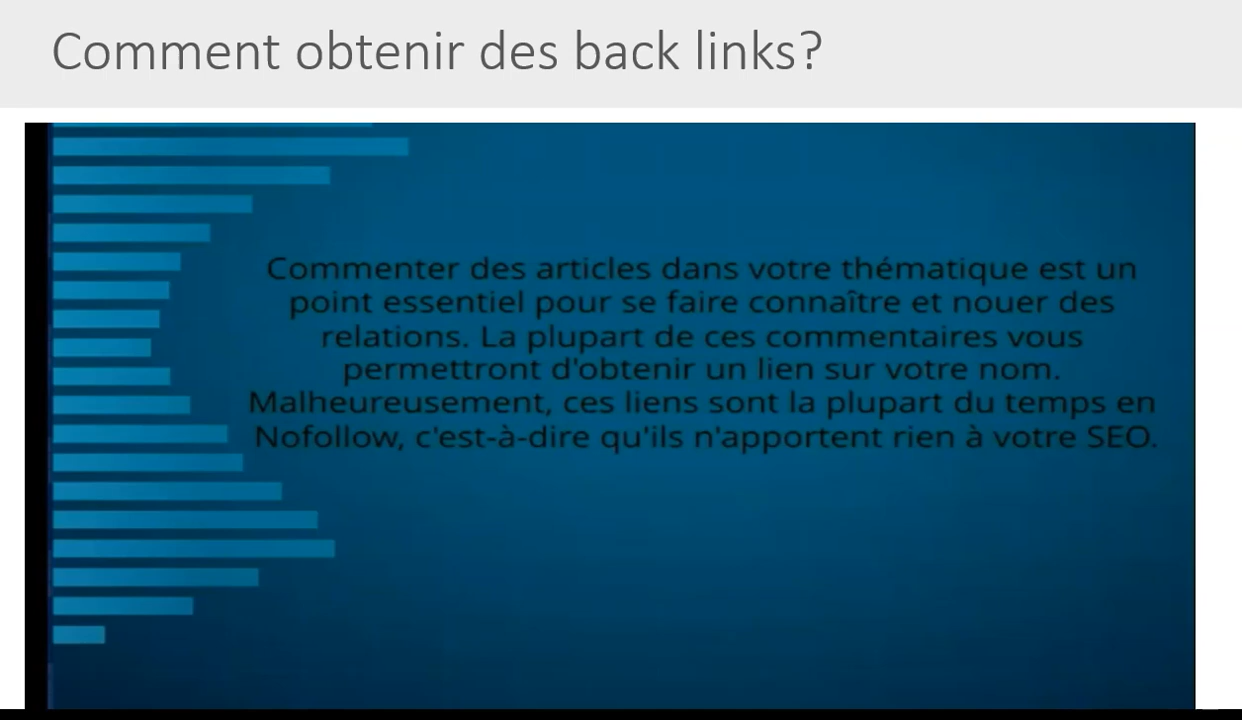 Comment obtenir des back links?
Commenter des articles dans votre thématique est un
point essentiel pour se faire connaître et nouer des
relations. La plupart de ces commentaires vous
permettront d'obtenir un lien sur votre nom.
Malheureusement, ces liens sont la plupart du temps en
Nofollow, c'est-à-dire qu'ils n'apportent rien à votre SEO.